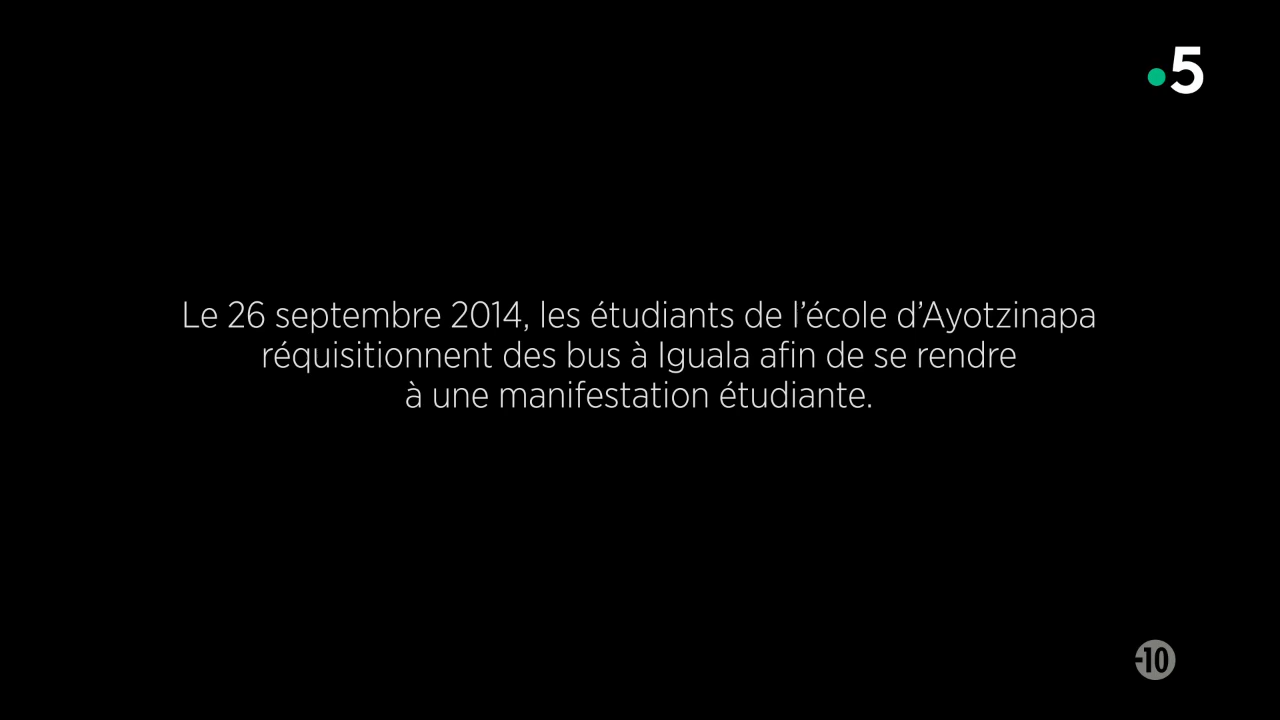 5
Le 26 septembre 2014, les étudiants de l’école d’Ayotzinapa
réquisitionnent des bus à Iguala afin de se rendre
à une manifestation étudiante.
-10